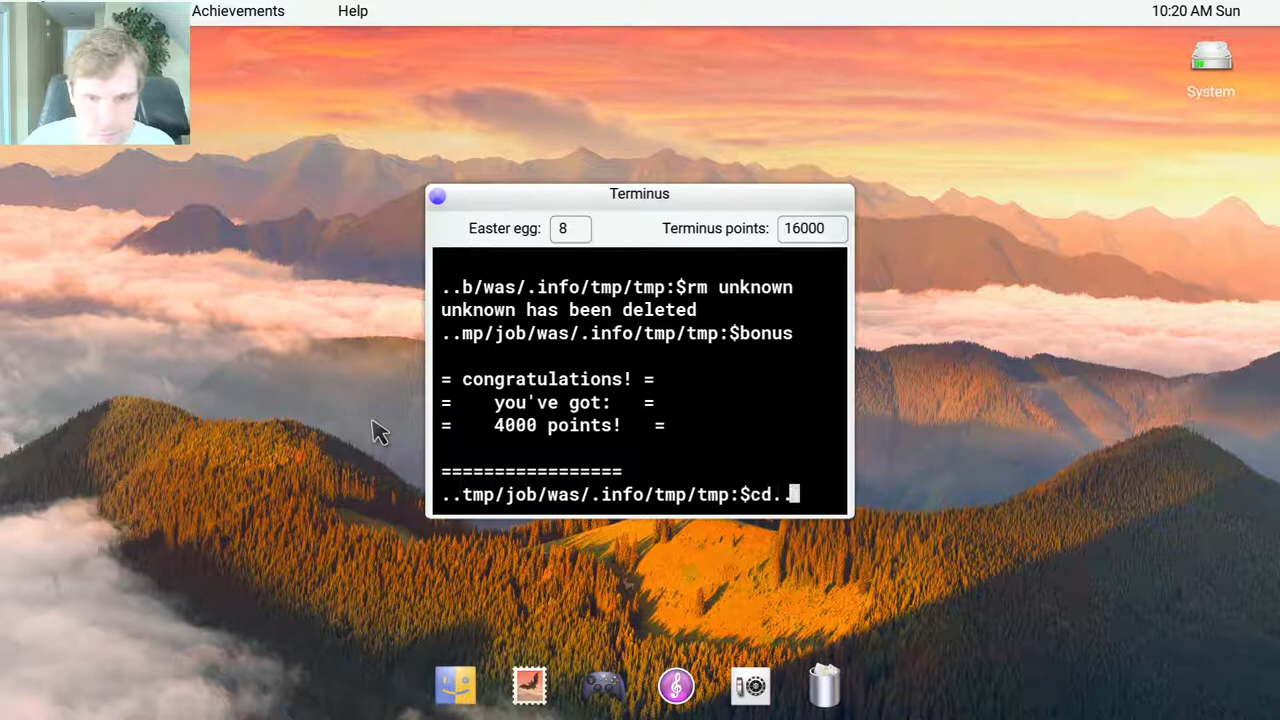 Achievements Help 10:20 AM Sun
System
Terminus
Easter egg: 8 Terminus points: 16000
..b/was/.info/tmp/tmp:$rm unknown
unknown has been deleted
..mp/job/was/.info/tmp/tmp:$bonus
= congratulations! =
= you've got: =
= 4000 points! =
=================
..tmp/job/was/.info/tmp/tmp:$cd..